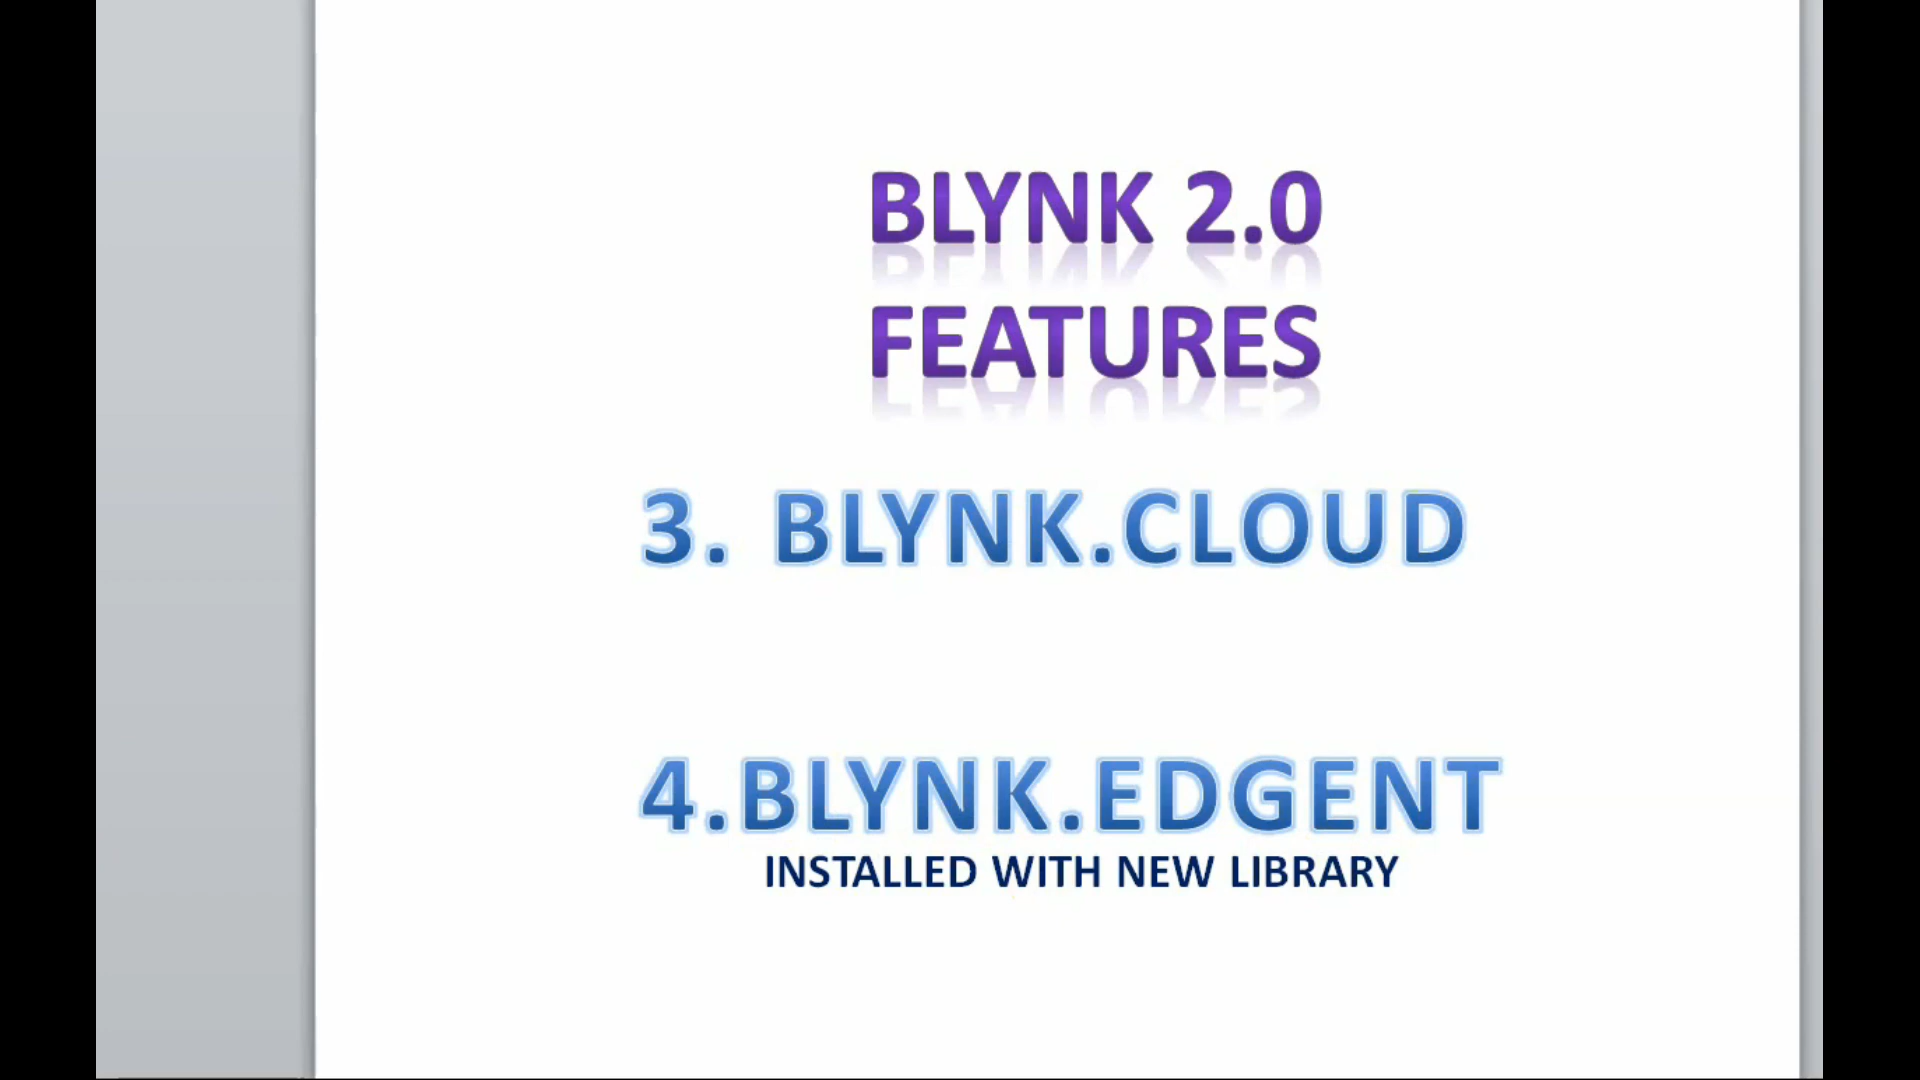 BLYNK 2.0
FEATURES
3. BLYNK.CLOUD
4.BLYNK.EDGENT
INSTALLED WITH NEW LIBRARY